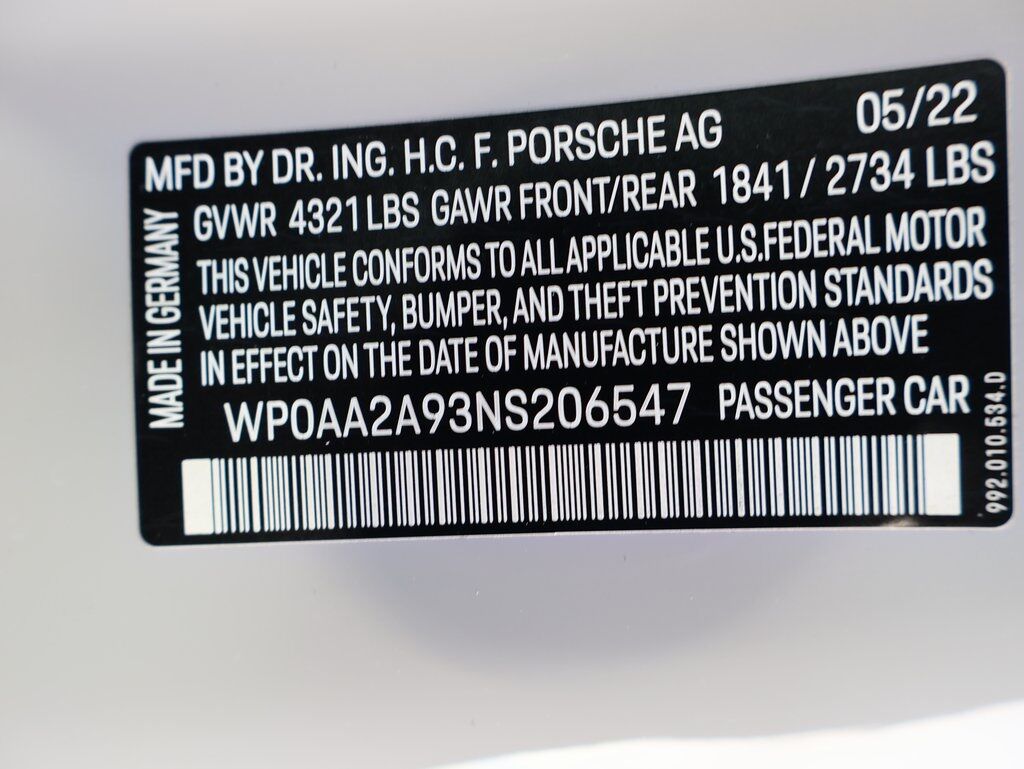 MFD BY DR. ING. H.C. F. PORSCHE AG 05/22
GVWR 4321 LBS GAWR FRONT/REAR 1841 / 2734 LBS
THIS VEHICLE CONFORMS TO ALL APPLICABLE U.S. FEDERAL MOTOR
VEHICLE SAFETY, BUMPER, AND THEFT PREVENTION STANDARDS
IN EFFECT ON THE DATE OF MANUFACTURE SHOWN ABOVE
WP0AA2A93NS206547 PASSENGER CAR
MADE IN GERMANY
992.010.534.D